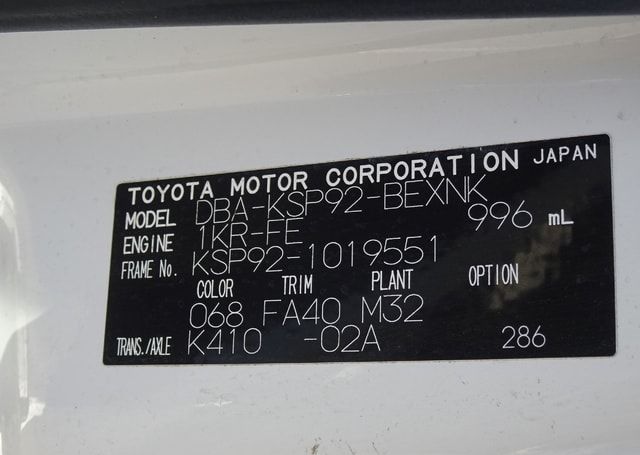 TOYOTA MOTOR CORPORATION JAPAN
MODEL DBA-KSP92-BEXNK
ENGINE 1KR-FE 996 mL
FRAME No. KSP92-1019551
COLOR TRIM PLANT OPTION
068 FA40 M32
TRANS./AXLE K410 -02A 286